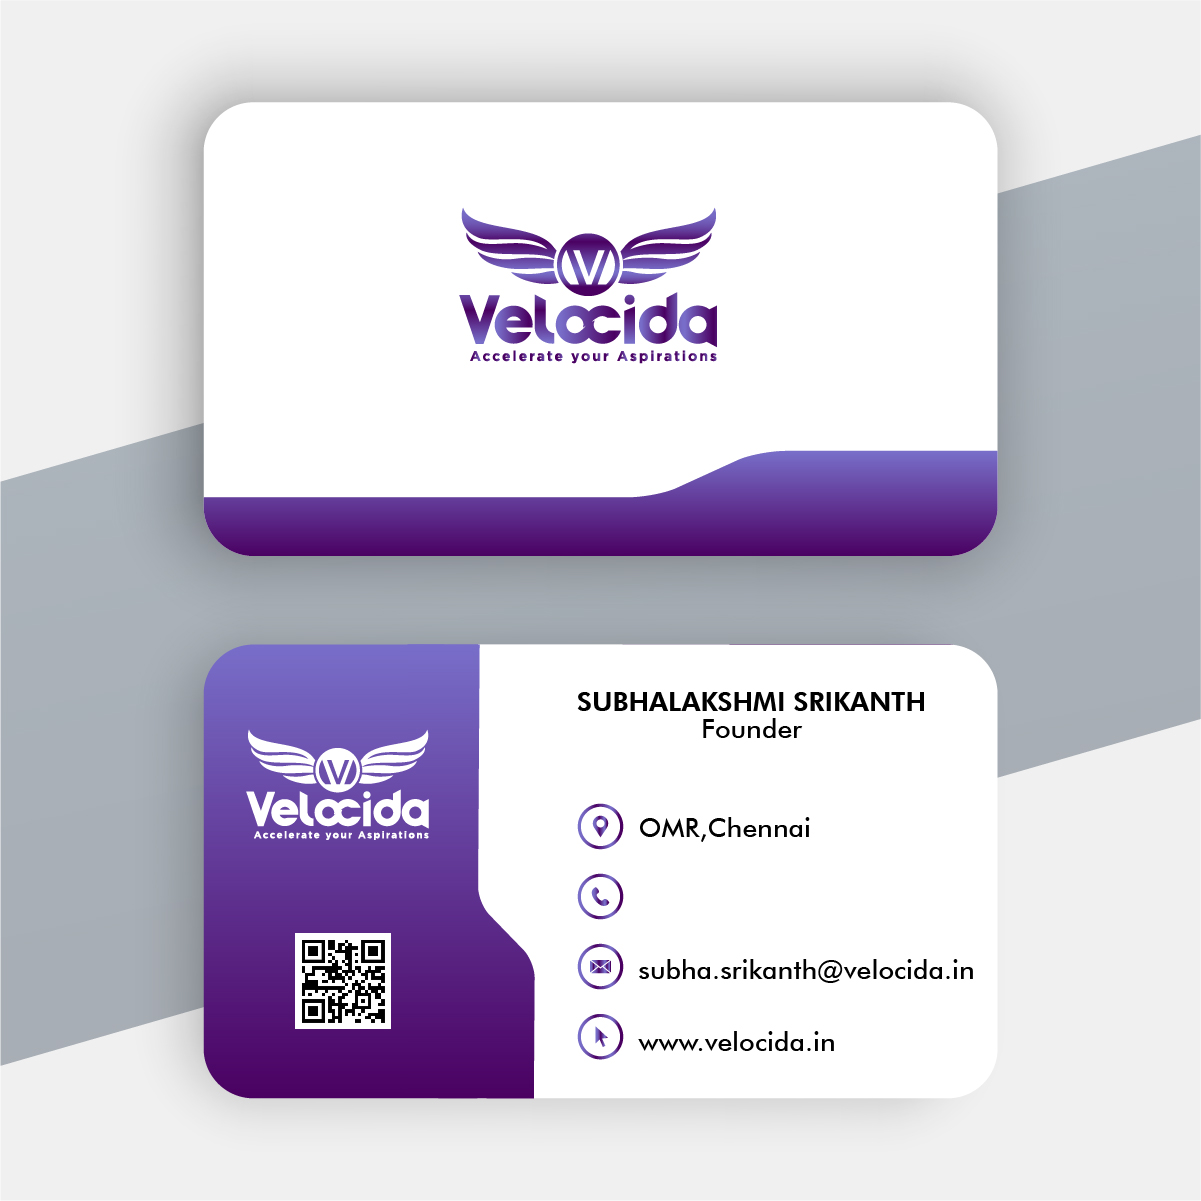 Velocida
Accelerate your Aspirations
Velocida
Accelerate your Aspirations
SUBHALAKSHMI SRIKANTH
Founder
OMR,Chennai
subha.srikanth@velocida.in
www.velocida.in